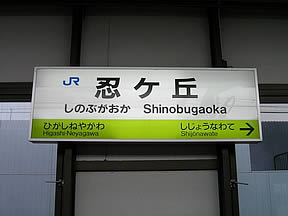 JR 忍ケ丘
しのぶがおか Shinobugaoka
ひがしねやがわ しじょうなわて
Higashi-Neyagawa Shijōnawate